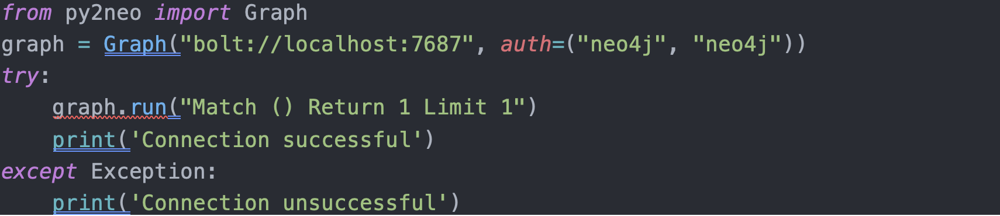 from py2neo import Graph
graph = Graph("bolt://localhost:7687", auth=("neo4j", "neo4j"))
try:
    graph.run("Match () Return 1 Limit 1")
    print('Connection successful')
except Exception:
    print('Connection unsuccessful')